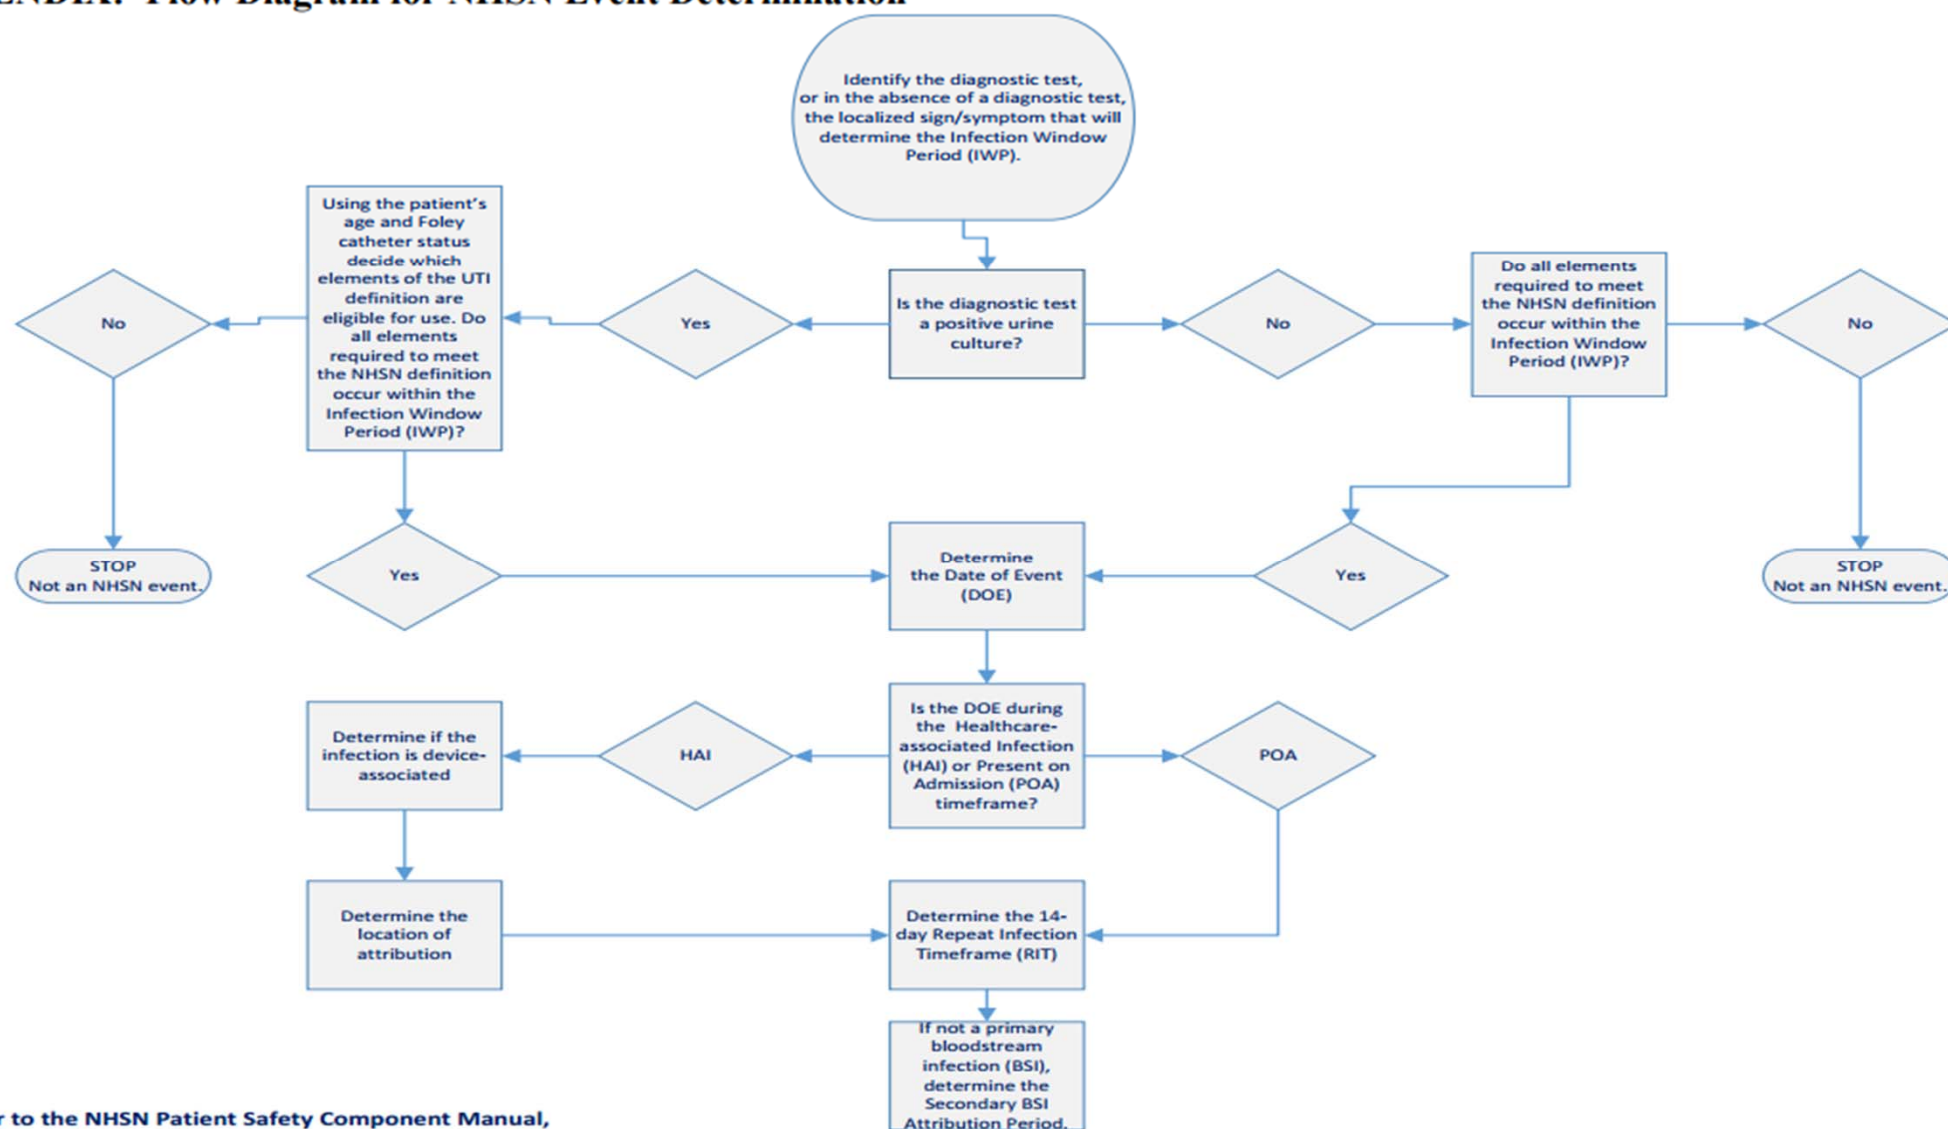 Flow Diagram for NHSN Event Determination
Identify the diagnostic test,
or in the absence of a diagnostic test,
the localized sign/symptom that will
determine the Infection Window
Period (IWP).
Using the patient's
age and Foley
catheter status
decide which
elements of the UTI
definition are
eligible for use. Do
all elements
required to meet
the NHSN definition
occur within the
Infection Window
Period (IWP)?
No
Yes
Is the diagnostic test
a positive urine
culture?
No
Do all elements
required to meet
the NHSN definition
occur within the
Infection Window
Period (IWP)?
No
STOP
Not an NHSN event.
Yes
Determine
the Date of Event
(DOE)
Yes
STOP
Not an NHSN event.
Determine if the
infection is device-
associated
HAI
Is the DOE during
the Healthcare-
associated Infection
(HAI) or Present on
Admission (POA)
timeframe?
POA
Determine the
location of
attribution
Determine the 14-
day Repeat Infection
Timeframe (RIT)
If not a primary
bloodstream
infection (BSI),
determine the
Secondary BSI
Attribution Period.
to the NHSN Patient Safety Component Manual,